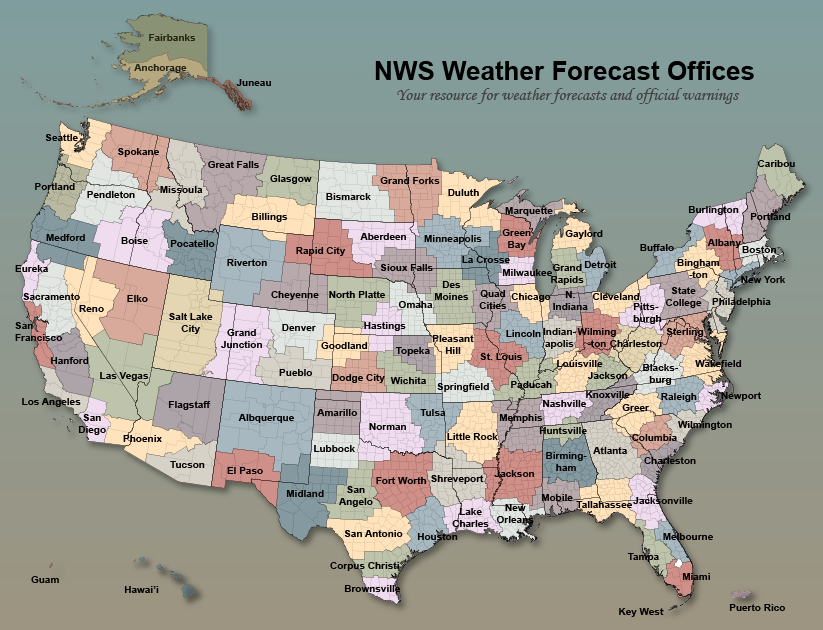 Fairbanks
Anchorage
Juneau
NWS Weather Forecast Offices
Your resource for weather forecasts and official warnings
Seattle
Spokane
Great Falls
Glasgow
Bismarck
Grand Forks
Duluth
Caribou
Portland
Pendleton
Missoula
Billings
Marquette
Burlington
Portland
Medford
Boise
Pocatello
Riverton
Rapid City
Aberdeen
Minneapolis
Green
Bay
Gaylord
Buffalo
Albany
Boston
Eureka
Sacramento
Reno
Elko
Salt Lake
City
Cheyenne
Sioux Falls
La Crosse
Milwaukee
Grand
Rapids
Detroit
Bingham
-ton
New York
San
Francisco
Hanford
Las Vegas
Grand
Junction
Denver
North Platte
Omaha
Des
Moines
Quad
Cities
Chicago
N.
Indiana
Cleveland
Pitts-
burgh
State
College
Philadelphia
Hastings
Goodland
Topeka
Pleasant
Hill
Lincoln
Indian-
apolis
Wilming
-ton
Charleston
Sterling
Pueblo
Dodge City
Wichita
St. Louis
Springfield
Louisville
Jackson
Blacks-
burg
Wakefield
Los Angeles
San
Diego
Phoenix
Flagstaff
Albuquerque
Amarillo
Norman
Tulsa
Paducah
Nashville
Knoxville
Greer
Raleigh
Newport
Tucson
El Paso
Lubbock
Little Rock
Memphis
Huntsville
Columbia
Wilmington
Midland
San
Angelo
Fort Worth
Shreveport
Jackson
Birming-
ham
Atlanta
Charleston
San Antonio
Houston
Lake
Charles
New
Orleans
Mobile
Tallahassee
Jacksonville
Corpus Christi
Brownsville
Melbourne
Tampa
Miami
Key West
Guam
Hawai'i
Puerto Rico